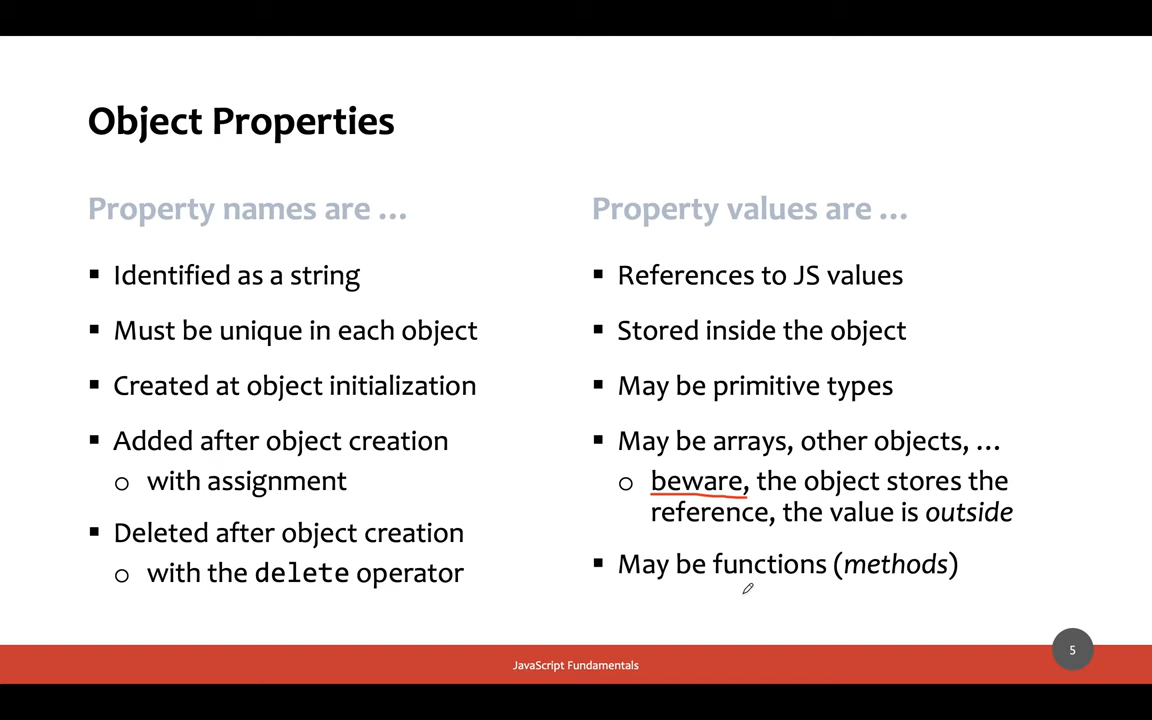 Object Properties
Property names are …
▪ Identified as a string
▪ Must be unique in each object
▪ Created at object initialization
▪ Added after object creation
o with assignment
▪ Deleted after object creation
o with the delete operator
Property values are …
▪ References to JS values
▪ Stored inside the object
▪ May be primitive types
▪ May be arrays, other objects, …
o beware, the object stores the
reference, the value is outside
▪ May be functions (methods)
5
JavaScript Fundamentals